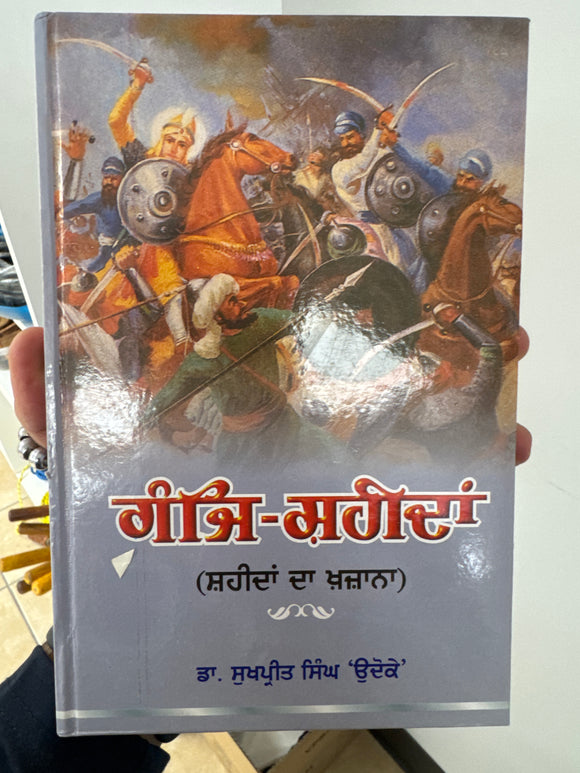 ਗੰਜਿ-ਸ਼ਹੀਦਾਂ
(ਸ਼ਹੀਦਾਂ ਦਾ ਖ਼ਜ਼ਾਨਾ)
ਡਾ. ਸੁਖਪ੍ਰੀਤ ਸਿੰਘ ‘ਉਦੋਕੇ’